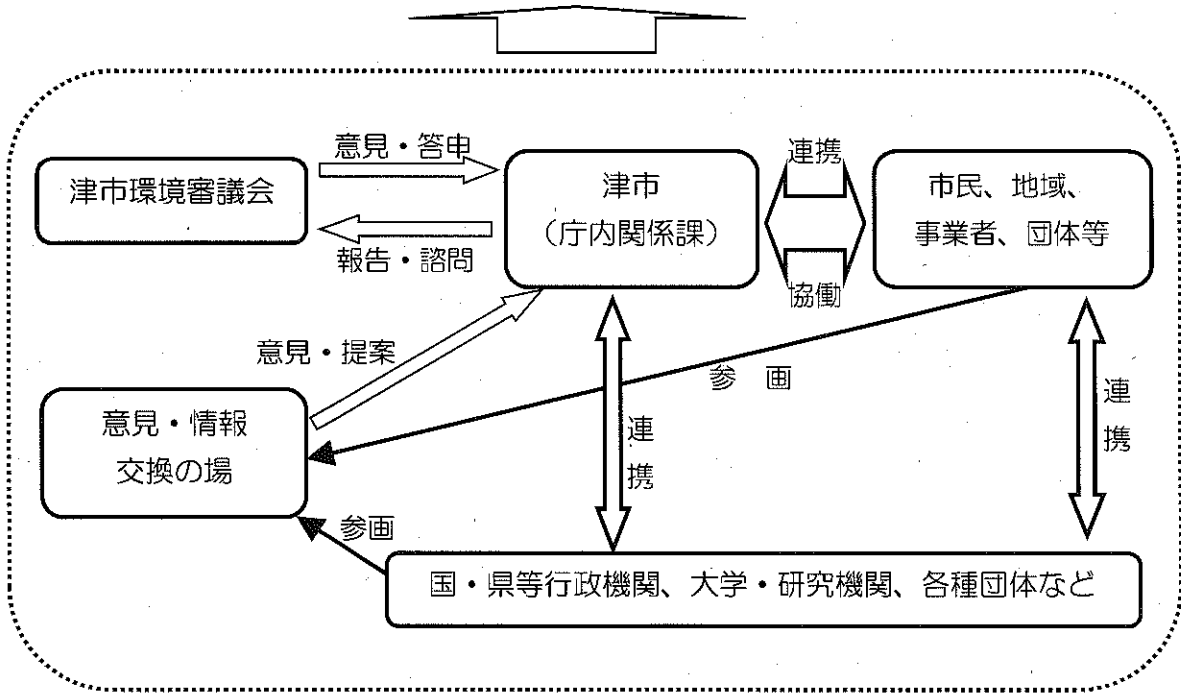 意見・答申
津市環境審議会
報告・諮問
津市
（庁内関係課）
連携
協働
市民、地域、
事業者、団体等
意見・提案
参　画
意見・情報
交換の場
連
携
連
携
参画
国・県等行政機関、大学・研究機関、各種団体など